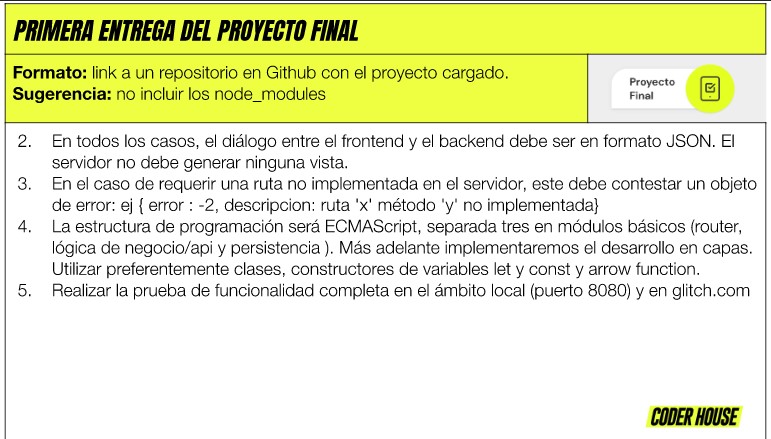 PRIMERA ENTREGA DEL PROYECTO FINAL
Formato: link a un repositorio en Github con el proyecto cargado.
Sugerencia: no incluir los node_modules
Proyecto
Final
2. En todos los casos, el diálogo entre el frontend y el backend debe ser en formato JSON. El
servidor no debe generar ninguna vista.
3. En el caso de requerir una ruta no implementada en el servidor, este debe contestar un objeto
de error: ej { error : -2, descripcion: ruta 'x' método 'y' no implementada}
4. La estructura de programación será ECMAScript, separada tres en módulos básicos (router,
lógica de negocio/api y persistencia ). Más adelante implementaremos el desarrollo en capas.
Utilizar preferentemente clases, constructores de variables let y const y arrow function.
5. Realizar la prueba de funcionalidad completa en el ámbito local (puerto 8080) y en glitch.com
CODER HOUSE